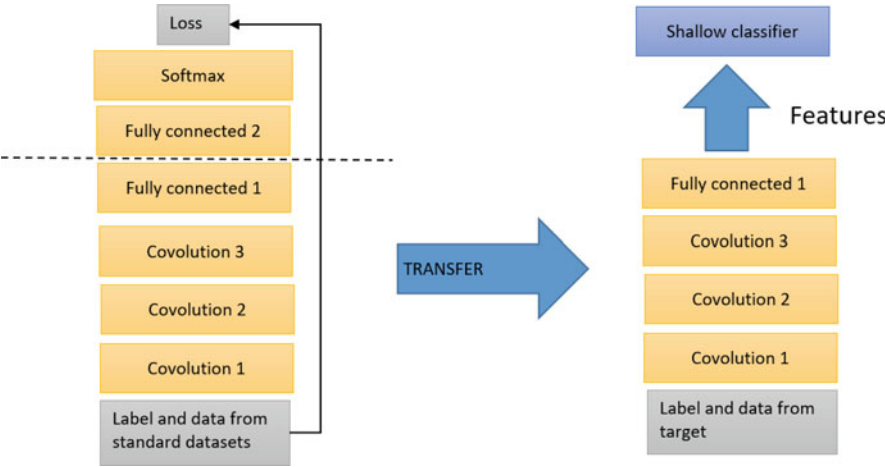 Loss
Softmax
Fully connected 2
Fully connected 1
Covolution 3
Covolution 2
Covolution 1
Label and data from
standard datasets
TRANSFER
Shallow classifier
Features
Fully connected 1
Covolution 3
Covolution 2
Covolution 1
Label and data from
target